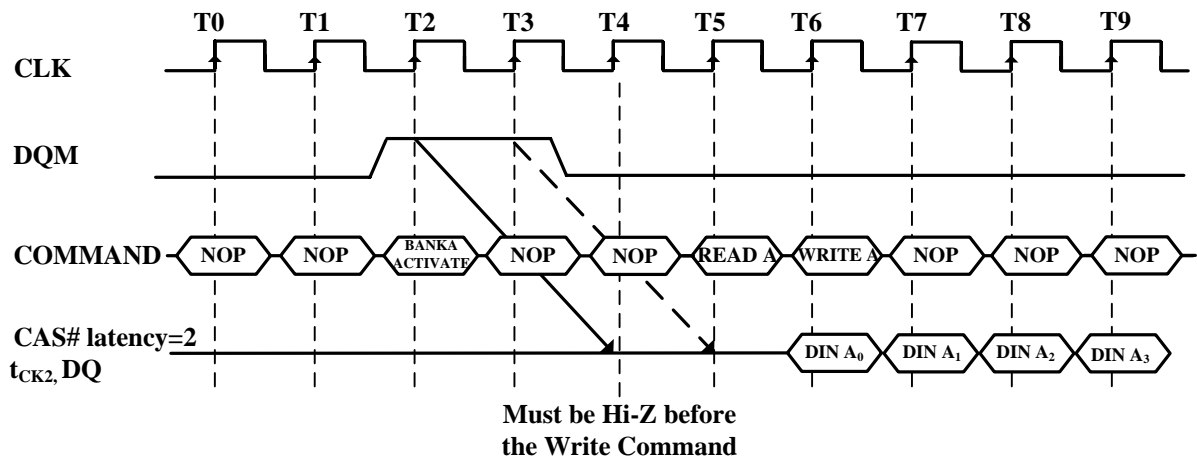 T0 T1 T2 T3 T4 T5 T6 T7 T8 T9
CLK
DQM
COMMAND NOP NOP BANKA ACTIVATE NOP NOP READ A WRITE A NOP NOP NOP
CAS# latency=2
tCK2, DQ DIN A0 DIN A1 DIN A2 DIN A3
Must be Hi-Z before
the Write Command